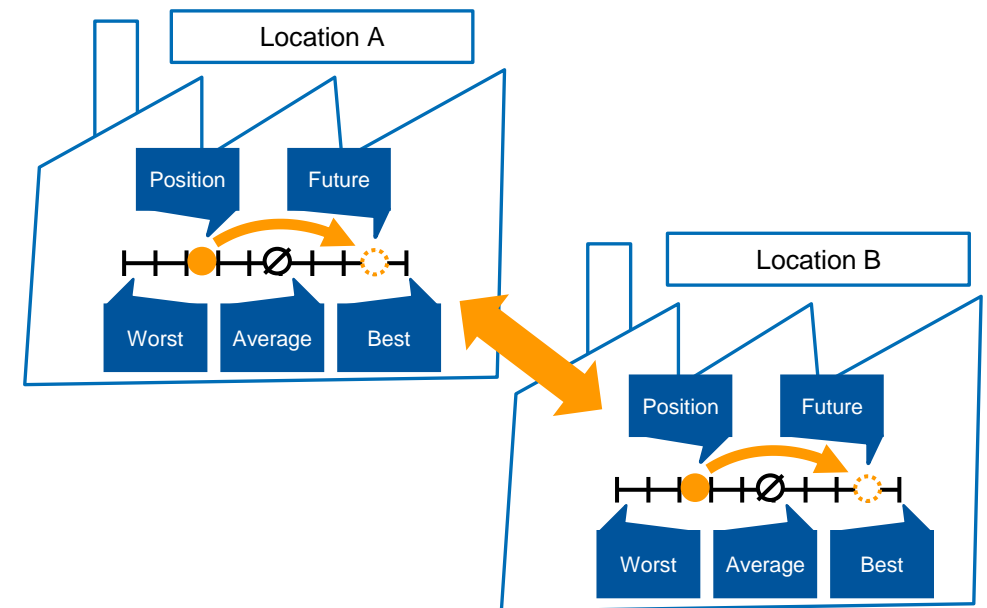 Location A
Position
Future
Worst
Average
Best
Location B
Position
Future
Worst
Average
Best